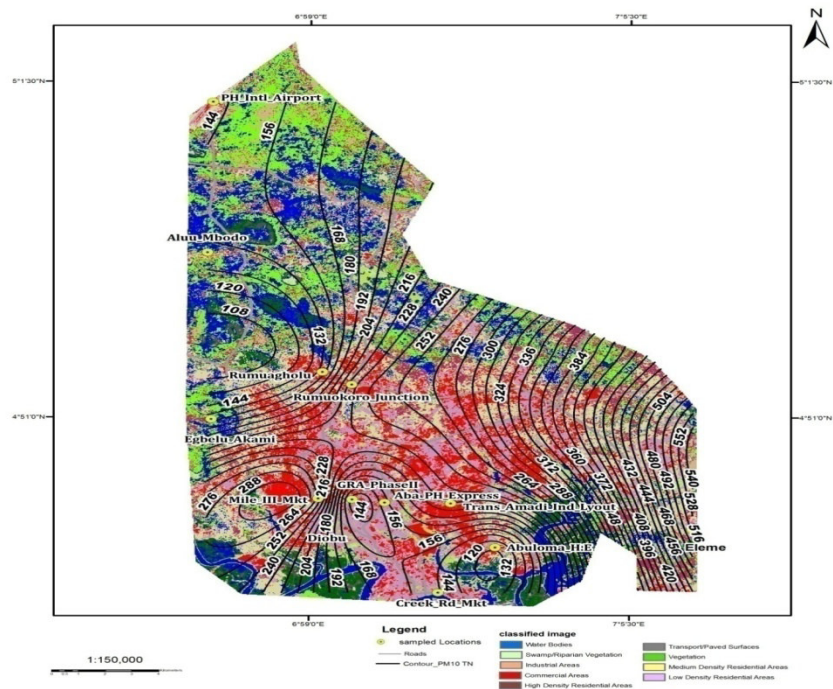 N
6°59'0"E 7°5'30"E
5°1'30"N 5°1'30"N
PH_Intl_Airport
144
156
Aluu_Mbodo
168
120
180
216
108
192
228
240
132
204
252
276
300
336
384
Rumuagholu
324
Rumuokoro_Junction
144
504
4°51'0"N 4°51'0"N
552
Egbelu_Akami
228
312
360
480
288
216
GRA_PhaseII
264
288
372
432
492
540
276
Mile_III_Mkt
Aba_PH_Express
444
528
264
144
156
Trans_Amadi_Ind_Lyout
468
516
252
180
408
Diobu
156
396
456
Eleme
240
120
Abuloma_H.E
204
168
132
420
192
144
Creek_Rd_Mkt
6°59'0"E 7°5'30"E
Legend
sampled Locations
Roads
Contour_PM10 TN
classified image
Water Bodies
Swamp/Riparian Vegetation
Industrial Areas
Commercial Areas
High Density Residential Areas
Transport/Paved Surfaces
Vegetation
Medium Density Residential Areas
Low Density Residential Areas
1:150,000